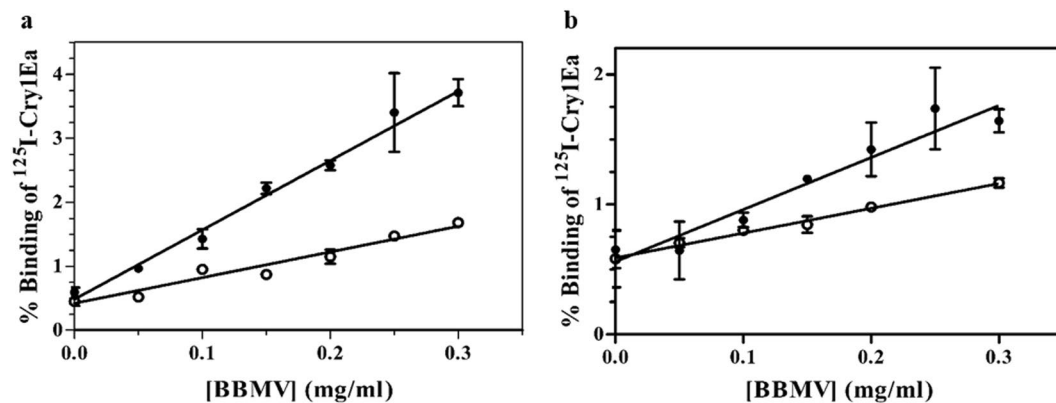 a
% Binding of ¹²⁵I-Cry1Ea
4
3
2
1
0
0.0 0.1 0.2 0.3
[BBMV] (mg/ml)
b
% Binding of ¹²⁵I-Cry1Ea
2
1
0
0.0 0.1 0.2 0.3
[BBMV] (mg/ml)